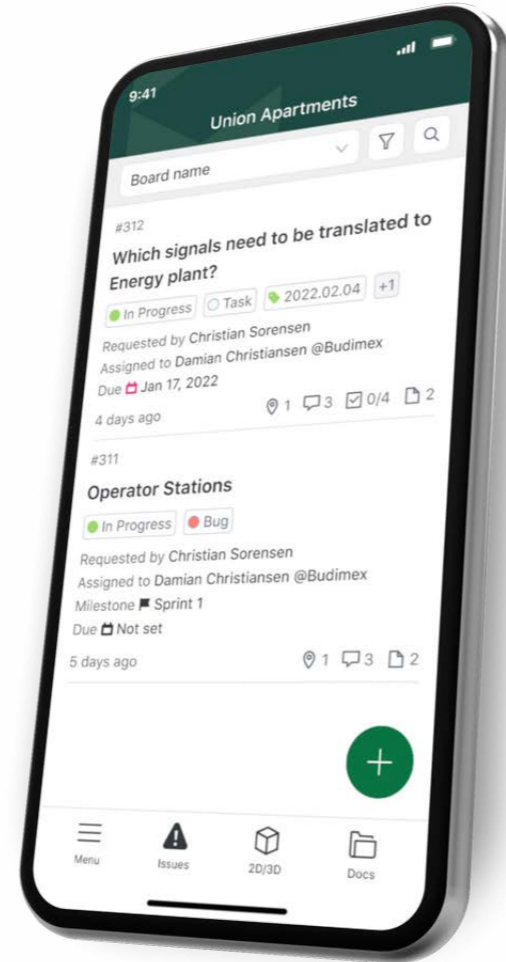 9:41
Union Apartments
Board name
#312
Which signals need to be translated to
Energy plant?
In Progress Task 2022.02.04 +1
Requested by Christian Sorensen
Assigned to Damian Christiansen @Budimex
Due Jan 17, 2022
4 days ago 1 3 0/4 2
#311
Operator Stations
In Progress Bug
Requested by Christian Sorensen
Assigned to Damian Christiansen @Budimex
Milestone Sprint 1
Due Not set
5 days ago 1 3 2
Menu Issues 2D/3D Docs